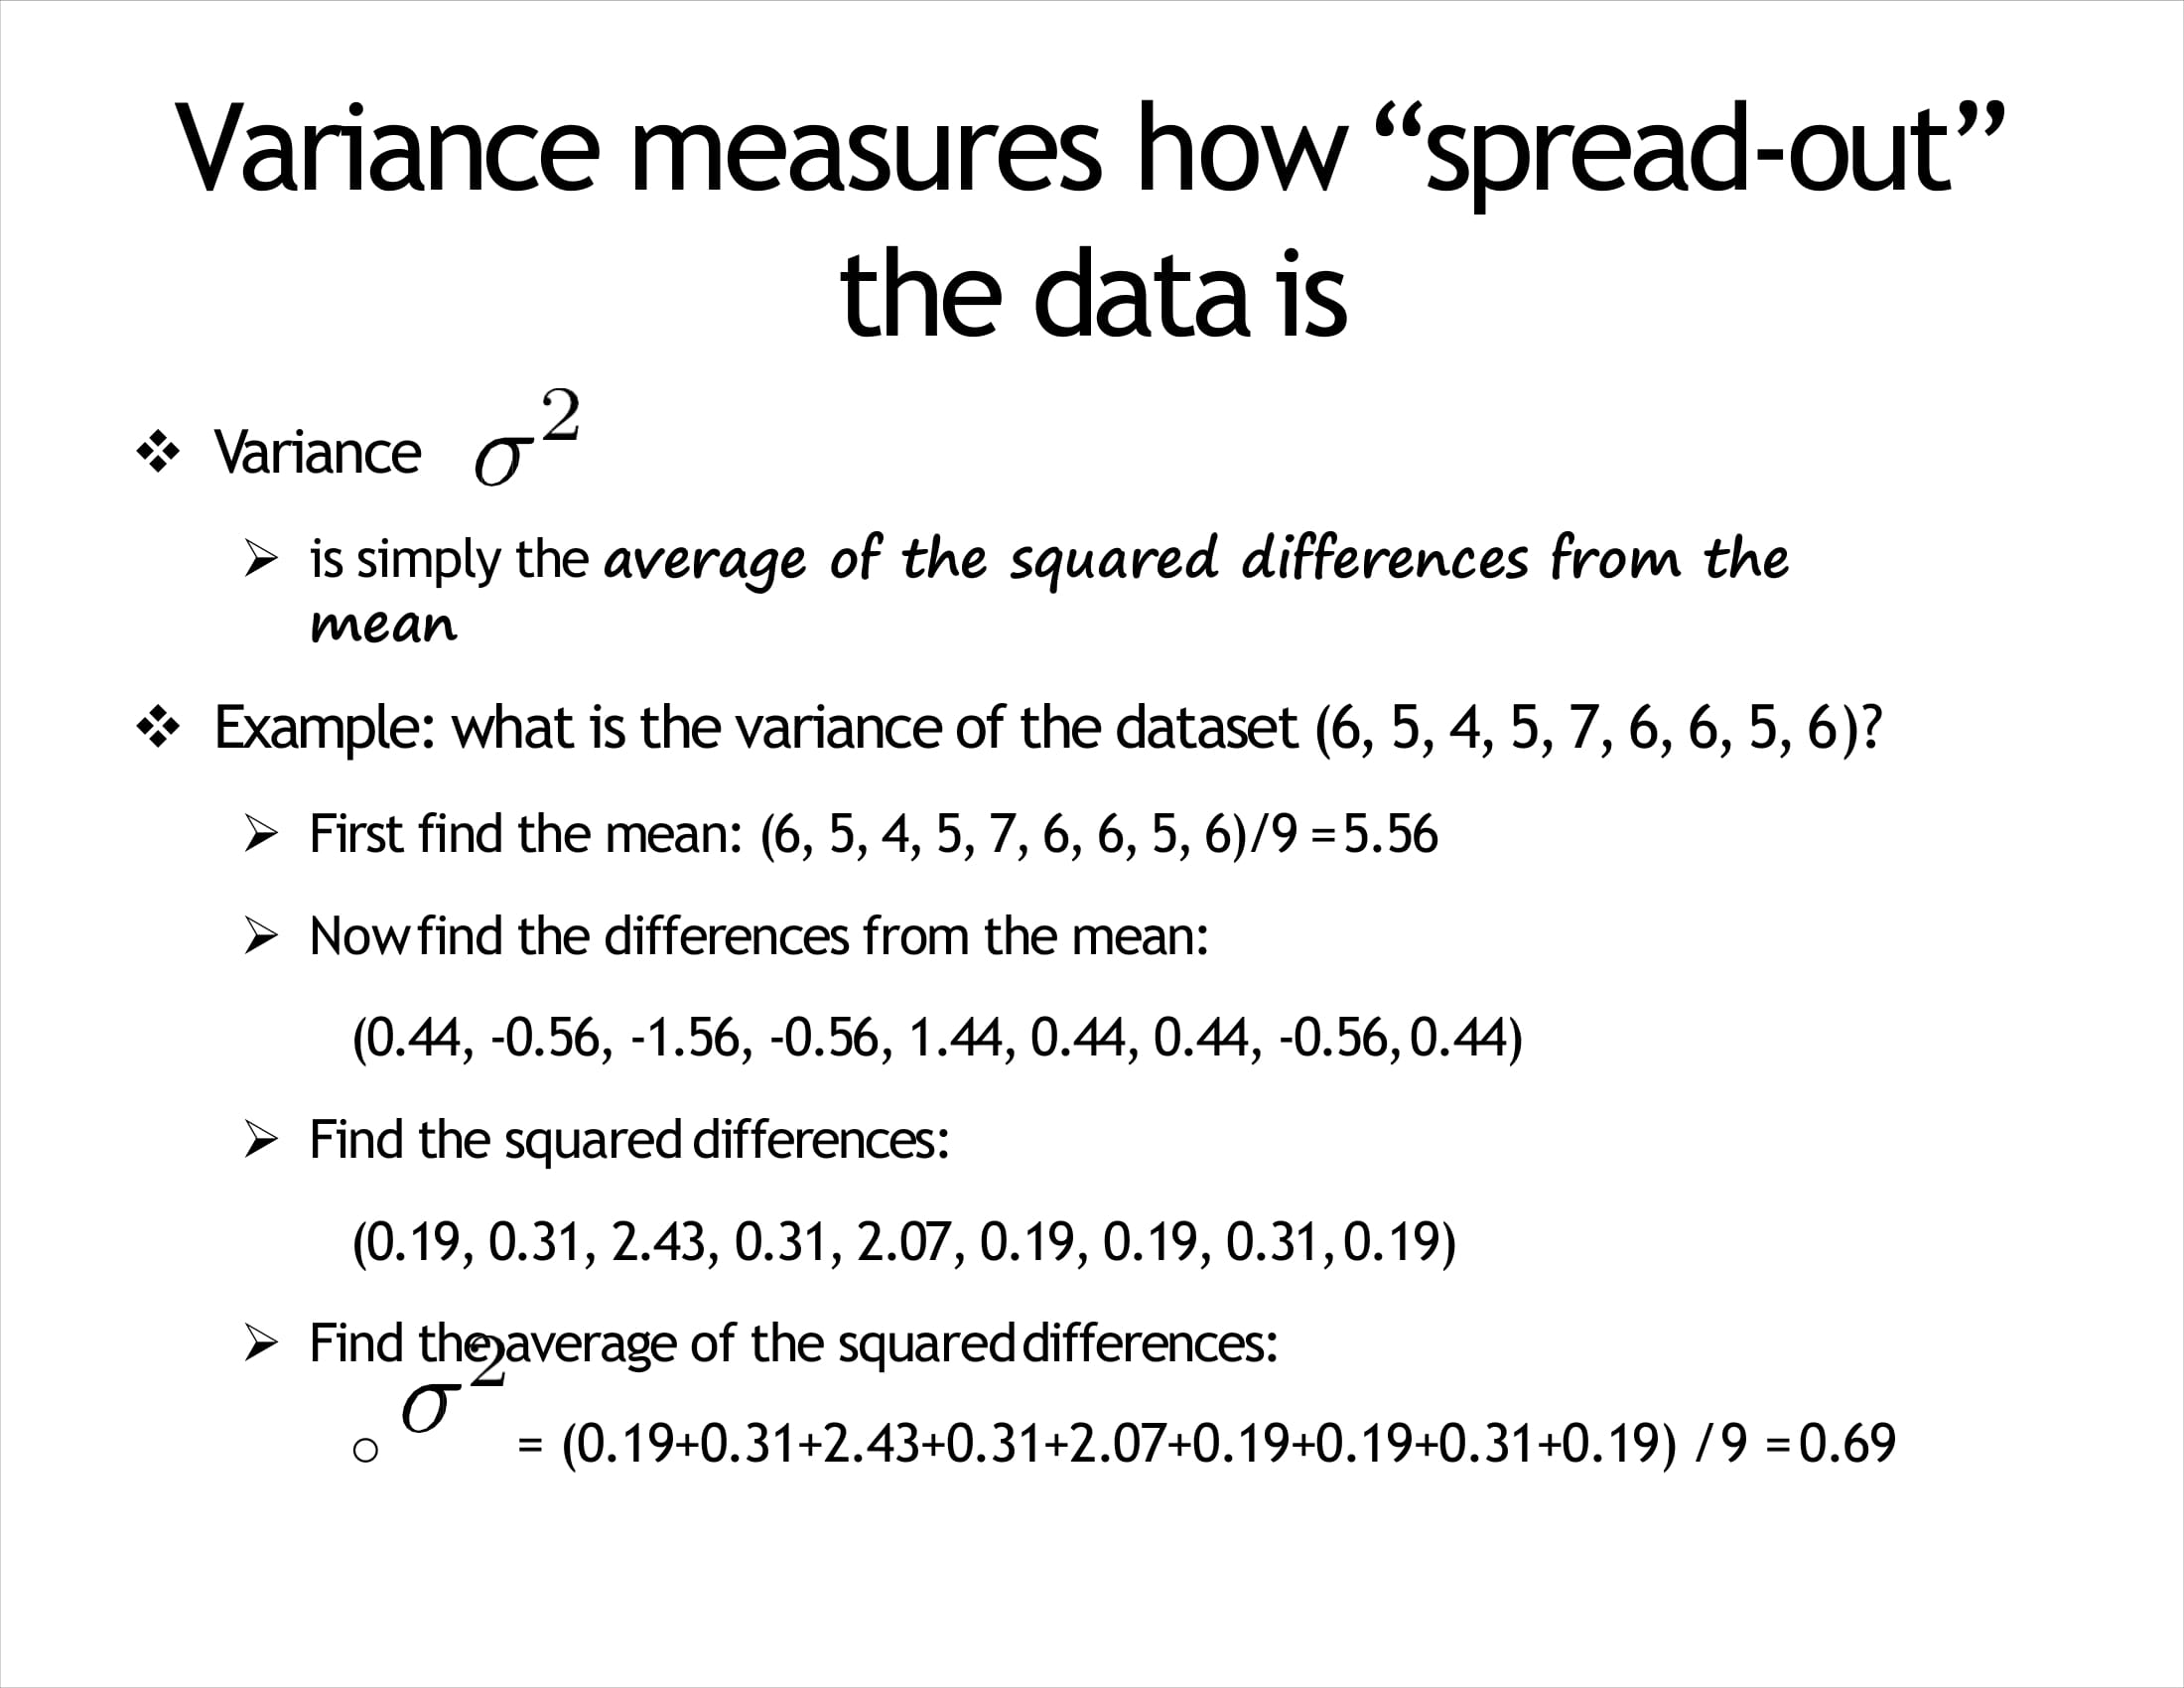 Variance measures how “spread-out”
the data is
❖ Variance σ²
➢ is simply the average of the squared differences from the
mean
❖ Example: what is the variance of the dataset (6, 5, 4, 5, 7, 6, 6, 5, 6)?
➢ First find the mean: (6, 5, 4, 5, 7, 6, 6, 5, 6)/9 = 5.56
➢ Now find the differences from the mean:
(0.44, -0.56, -1.56, -0.56, 1.44, 0.44, 0.44, -0.56, 0.44)
➢ Find the squared differences:
(0.19, 0.31, 2.43, 0.31, 2.07, 0.19, 0.19, 0.31, 0.19)
➢ Find the average of the squared differences:
○ σ² = (0.19+0.31+2.43+0.31+2.07+0.19+0.19+0.31+0.19) /9 = 0.69